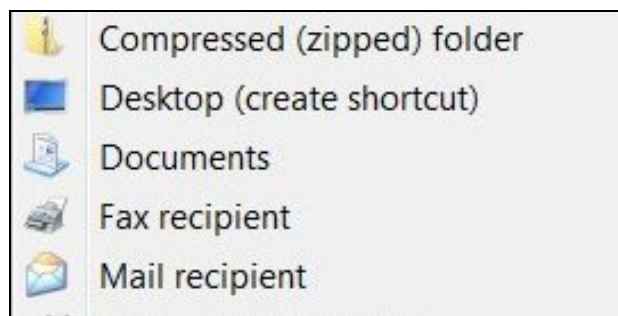 Compressed (zipped) folder
Desktop (create shortcut)
Documents
Fax recipient
Mail recipient